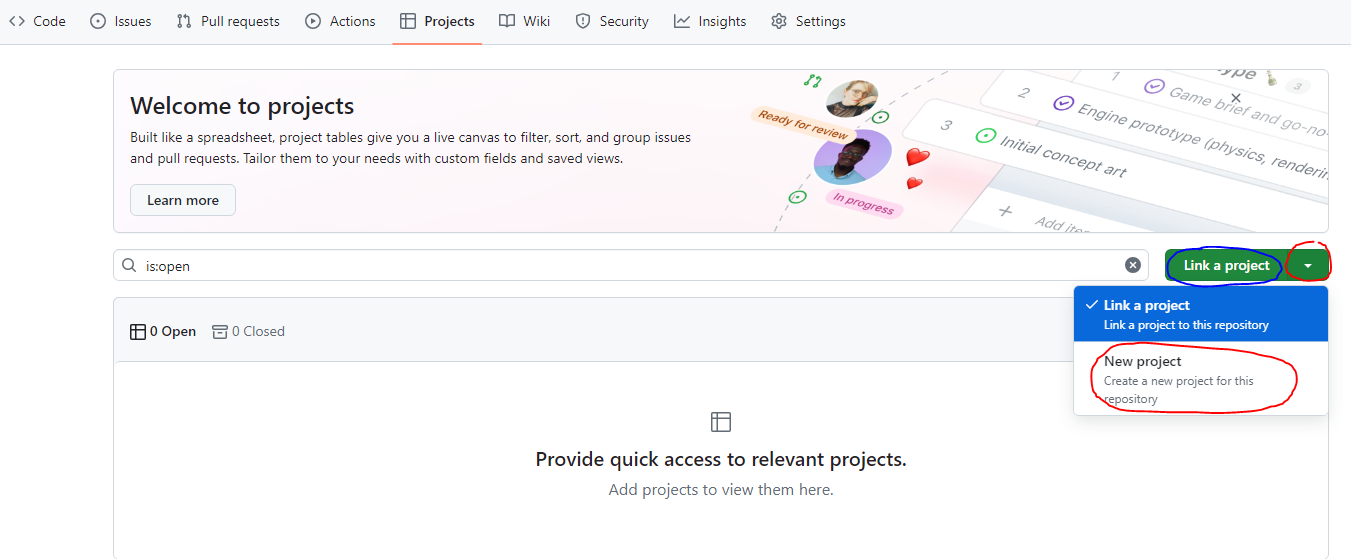 Code Issues Pull requests Actions Projects Wiki Security Insights Settings
Welcome to projects
Built like a spreadsheet, project tables give you a live canvas to filter, sort, and group issues
and pull requests. Tailor them to your needs with custom fields and saved views.
Learn more
Ready for review
In progress
ype 3
1 Game brief and go-no-
2 Engine prototype (physics, renderin
3 Initial concept art
+ Add ite
is:open
Link a project
Link a project
Link a project to this repository
New project
Create a new project for this
repository
0 Open 0 Closed
Provide quick access to relevant projects.
Add projects to view them here.